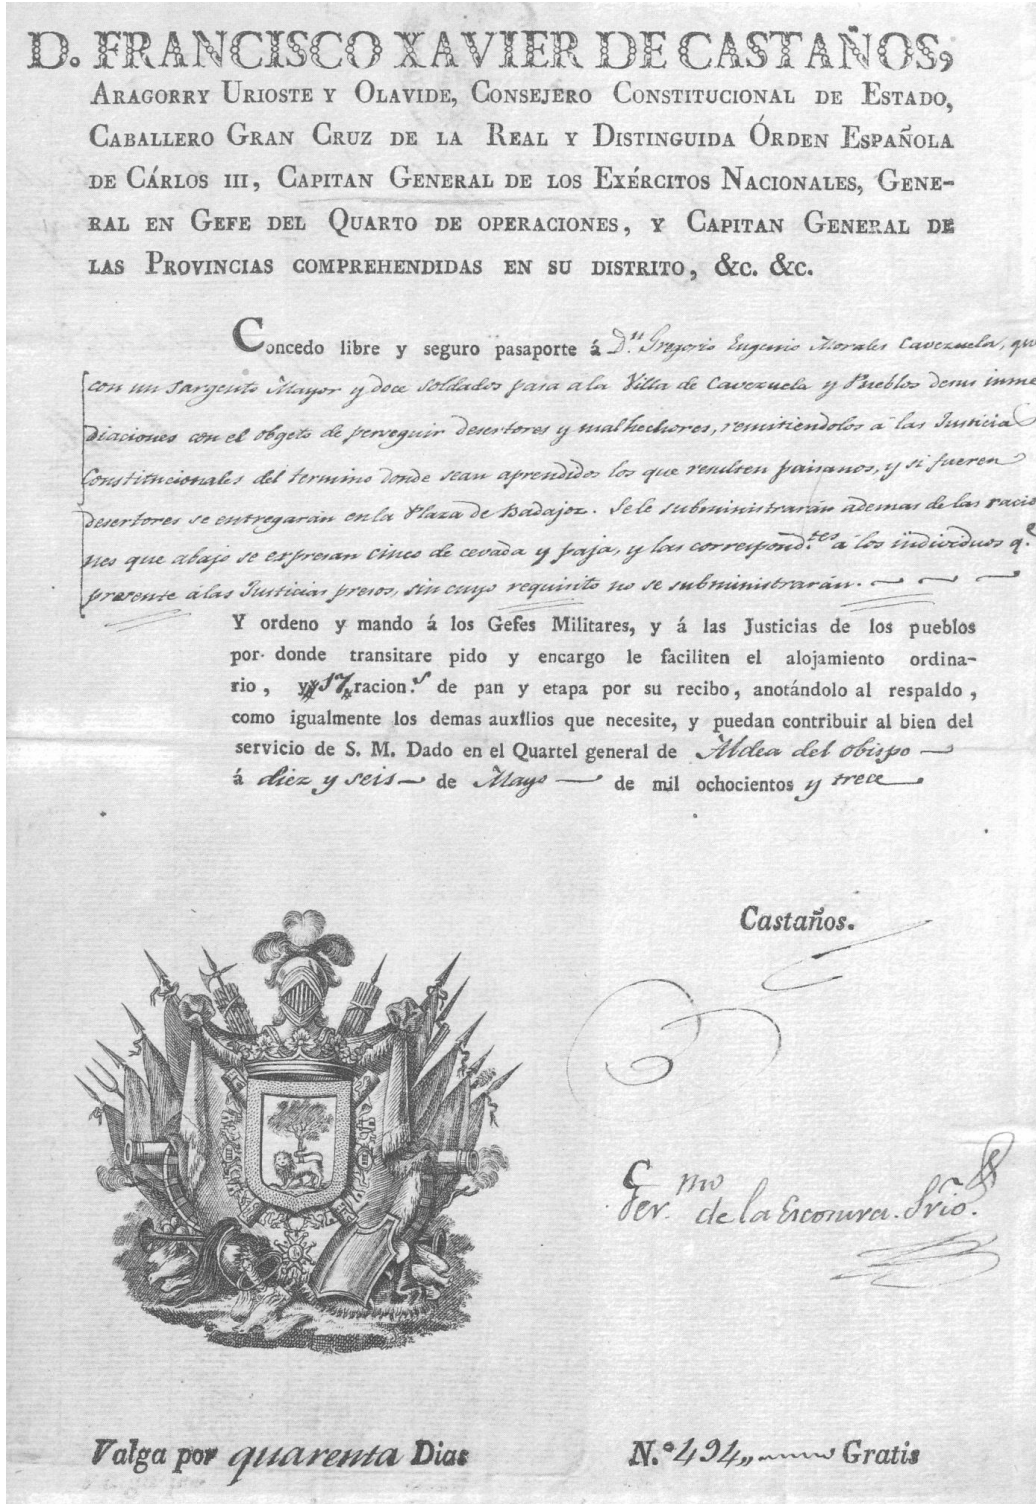 D. FRANCISCO XAVIER DE CASTAÑOS,
ARAGORRY URIOSTE Y OLAVIDE, CONSEJERO CONSTITUCIONAL DE ESTADO,
CABALLERO GRAN CRUZ DE LA REAL Y DISTINGUIDA ÓRDEN ESPAÑOLA
DE CÁRLOS III, CAPITAN GENERAL DE LOS EXÉRCITOS NACIONALES, GENE-
RAL EN GEFE DEL QUARTO DE OPERACIONES, Y CAPITAN GENERAL DE
LAS PROVINCIAS COMPREHENDIDAS EN SU DISTRITO, &c. &c.
Concedo libre y seguro pasaporte á D.n Gregorio Eugenio Morales Cavezuela, qu
con un Sargento Mayor y doce soldados pasa a la Villa de Cavezuela y Pueblos de sus inme
diaciones con el obgeto de perseguir desertores y malhechores, remitiendolos á las Justicia
Constitucionales del termino donde sean aprendidos los que resulten paisanos, y si fueren
desertores se entregarán en la Plaza de Badajoz. Se le subministrarán ademas de las racio
nes que abajo se expresan cinco de cevada y paja, y las correspond.tes á los individuos q.e
presente á las Justicias presos, sin cuyo requisito no se subministrarán.
Y ordeno y mando á los Gefes Militares, y á las Justicias de los pueblos
por donde transitare pido y encargo le faciliten el alojamiento ordina-
rio, y 17 racion.s de pan y etapa por su recibo, anotándolo al respaldo,
como igualmente los demas auxîlios que necesite, y puedan contribuir al bien del
servicio de S. M. Dado en el Quartel general de Aldea del obispo
á diez y seis de Mayo de mil ochocientos y trece
Castaños.
Ger.mo de la Escosura. Srio.
Valga por quarenta Dias
N.º 494 Gratis